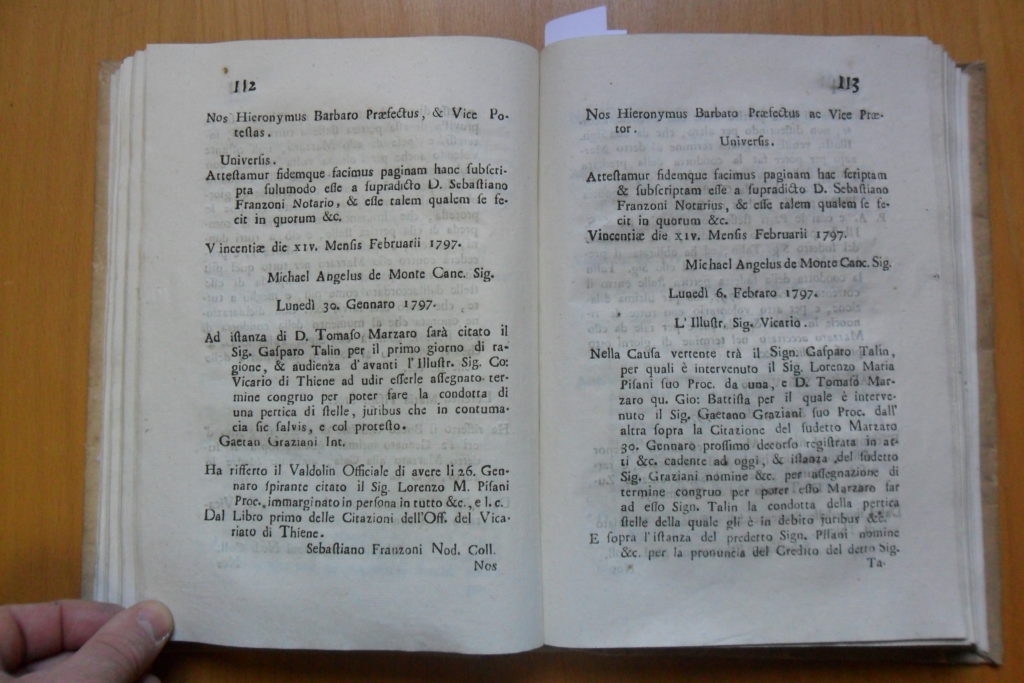 112
Nos Hieronymus Barbaro Præfectus, & Vice Po-
testas.
Universis.
Attestamur fidemque facimus paginam hanc subscri-
pta sulumodo esse a supradicto D. Sebastiano
Franzoni Notario, & esse talem qualem se fe-
cit in quorum &c.
Vincentiæ die XIV. Mensis Februarii 1797.
Michael Angelus de Monte Canc. Sig.
Lunedì 30. Gennaro 1797.
Ad istanza di D. Tomaso Marzaro sarà citato il
Sig. Gasparo Talin per il primo giorno di ra-
gione, & audienza d'avanti l'Illustr. Sig. Co:
Vicario di Thiene ad udir esserle assegnato ter-
mine congruo per poter fare la condotta di
una pertica di stelle, juribus che in contuma-
cia sic salvis, e col protesto.
Gaetan Graziani Int.
Ha rifferto il Valdolin Officiale di avere li 26. Gen-
naro spirante citato il Sig. Lorenzo M. Pisani
Proc., immarginato in persona in tutto &c., e l. c.
Dal Libro primo delle Citazioni dell'Off. del Vica-
riato di Thiene.
Sebastiano Franzoni Nod. Coll.
Nos
113
Nos Hieronymus Barbaro Præfectus ac Vice Præ-
tor.
Universis.
Attestamur fidemque facimus paginam hac scriptam
& subscriptam esse a supradicto D. Sebastiano
Franzoni Notarius, & esse talem qualem se fe-
cit in quorum &c.
Vincentiæ die XIV. Mensis Februarii 1797.
Michael Angelus de Monte Canc. Sig.
Lunedì 6. Febraro 1797.
L'Illustr. Sig. Vicario.
Nella Causa vertente trà il Sign. Gasparo Talin,
per quali è intervenuto il Sig. Lorenzo Maria
Pisani suo Proc. da una, e D. Tomaso Mar-
zaro qu. Gio: Battista per il quale è interve-
nuto il Sig. Gaetano Graziani suo Proc. dall'
altra sopra la Citazione del sudetto Marzaro
30. Gennaro prossimo decorso registrata in at-
ti &c. cadente ad oggi, & istanza del sudetto
Sig. Graziani nomine &c. per assegnazione di
termine congruo per poter esso Marzaro far
ad esso Sign. Talin la condotta della pertica
stelle della quale gli è in debito juribus &c.
E sopra l'istanza del predetto Sign. Pisani nomine
&c. per la pronuncia del Credito del detto Sig.
Ta-